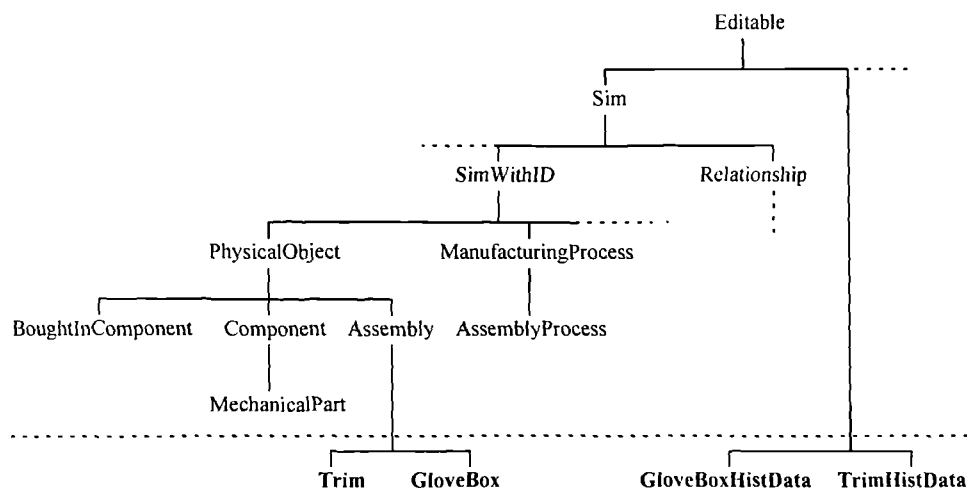 Editable
Sim
SimWithID Relationship
PhysicalObject ManufacturingProcess
BoughtInComponent Component Assembly AssemblyProcess
MechanicalPart
Trim GloveBox GloveBoxHistData TrimHistData